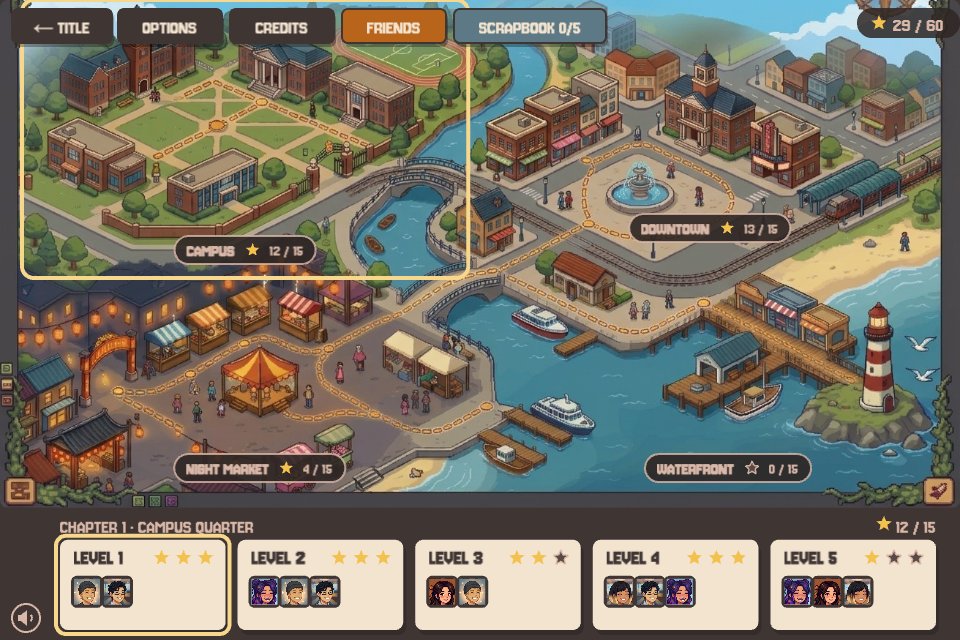 ← TITLE
OPTIONS
CREDITS
FRIENDS
SCRAPBOOK 0/5
29 / 60
CAMPUS 12 / 15
DOWNTOWN 13 / 15
NIGHT MARKET 4 / 15
WATERFRONT 0 / 15
CHAPTER 1 · CAMPUS QUARTER
12 / 15
LEVEL 1
LEVEL 2
LEVEL 3
LEVEL 4
LEVEL 5